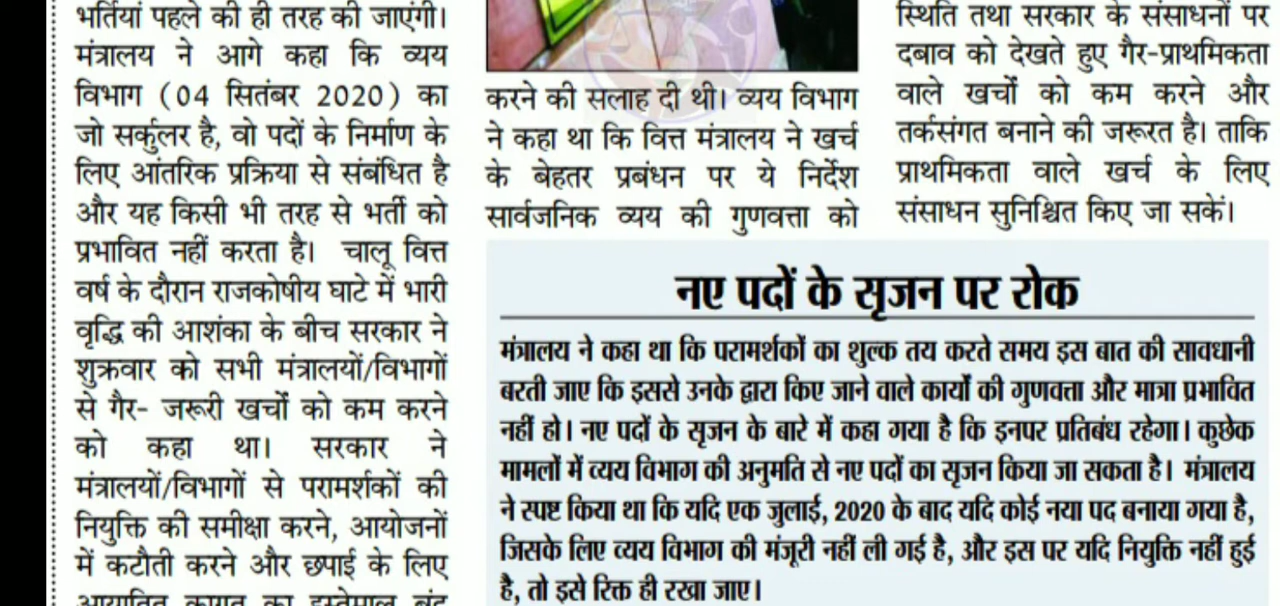 भर्तियां पहले की ही तरह की जाएंगी।
मंत्रालय ने आगे कहा कि व्यय
विभाग (04 सितंबर 2020) का
जो सर्कुलर है, वो पदों के निर्माण के
लिए आंतरिक प्रक्रिया से संबंधित है
और यह किसी भी तरह से भर्ती को
प्रभावित नहीं करता है। चालू वित्त
वर्ष के दौरान राजकोषीय घाटे में भारी
वृद्धि की आशंका के बीच सरकार ने
शुक्रवार को सभी मंत्रालयों/विभागों
से गैर- जरूरी खर्चों को कम करने
को कहा था। सरकार ने
मंत्रालयों/विभागों से परामर्शकों की
नियुक्ति की समीक्षा करने, आयोजनों
में कटौती करने और छपाई के लिए
आयातित कागत का इस्तेमाल बंद
करने की सलाह दी थी। व्यय विभाग
ने कहा था कि वित्त मंत्रालय ने खर्च
के बेहतर प्रबंधन पर ये निर्देश
सार्वजनिक व्यय की गुणवत्ता को
स्थिति तथा सरकार के संसाधनों पर
दबाव को देखते हुए गैर-प्राथमिकता
वाले खर्चों को कम करने और
तर्कसंगत बनाने की जरूरत है। ताकि
प्राथमिकता वाले खर्च के लिए
संसाधन सुनिश्चित किए जा सकें।
नए पदों के सृजन पर रोक
मंत्रालय ने कहा था कि परामर्शकों का शुल्क तय करते समय इस बात की सावधानी
बरती जाए कि इससे उनके द्वारा किए जाने वाले कार्यों की गुणवत्ता और मात्रा प्रभावित
नहीं हो। नए पदों के सृजन के बारे में कहा गया है कि इनपर प्रतिबंध रहेगा। कुछेक
मामलों में व्यय विभाग की अनुमति से नए पदों का सृजन किया जा सकता है। मंत्रालय
ने स्पष्ट किया था कि यदि एक जुलाई, 2020 के बाद यदि कोई नया पद बनाया गया है,
जिसके लिए व्यय विभाग की मंजूरी नहीं ली गई है, और इस पर यदि नियुक्ति नहीं हुई
है, तो इसे रिक्त ही रखा जाए।